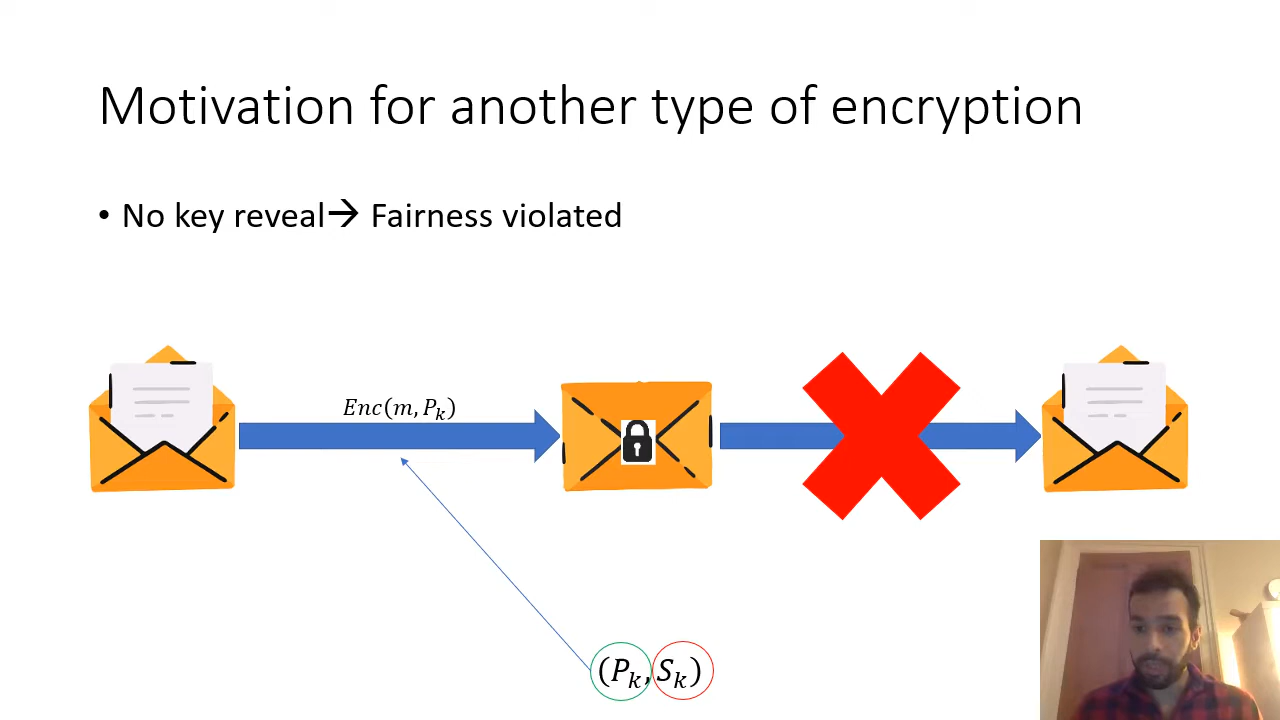 Motivation for another type of encryption
• No key reveal→ Fairness violated
Enc(m, Pₖ)
(Pₖ, Sₖ)